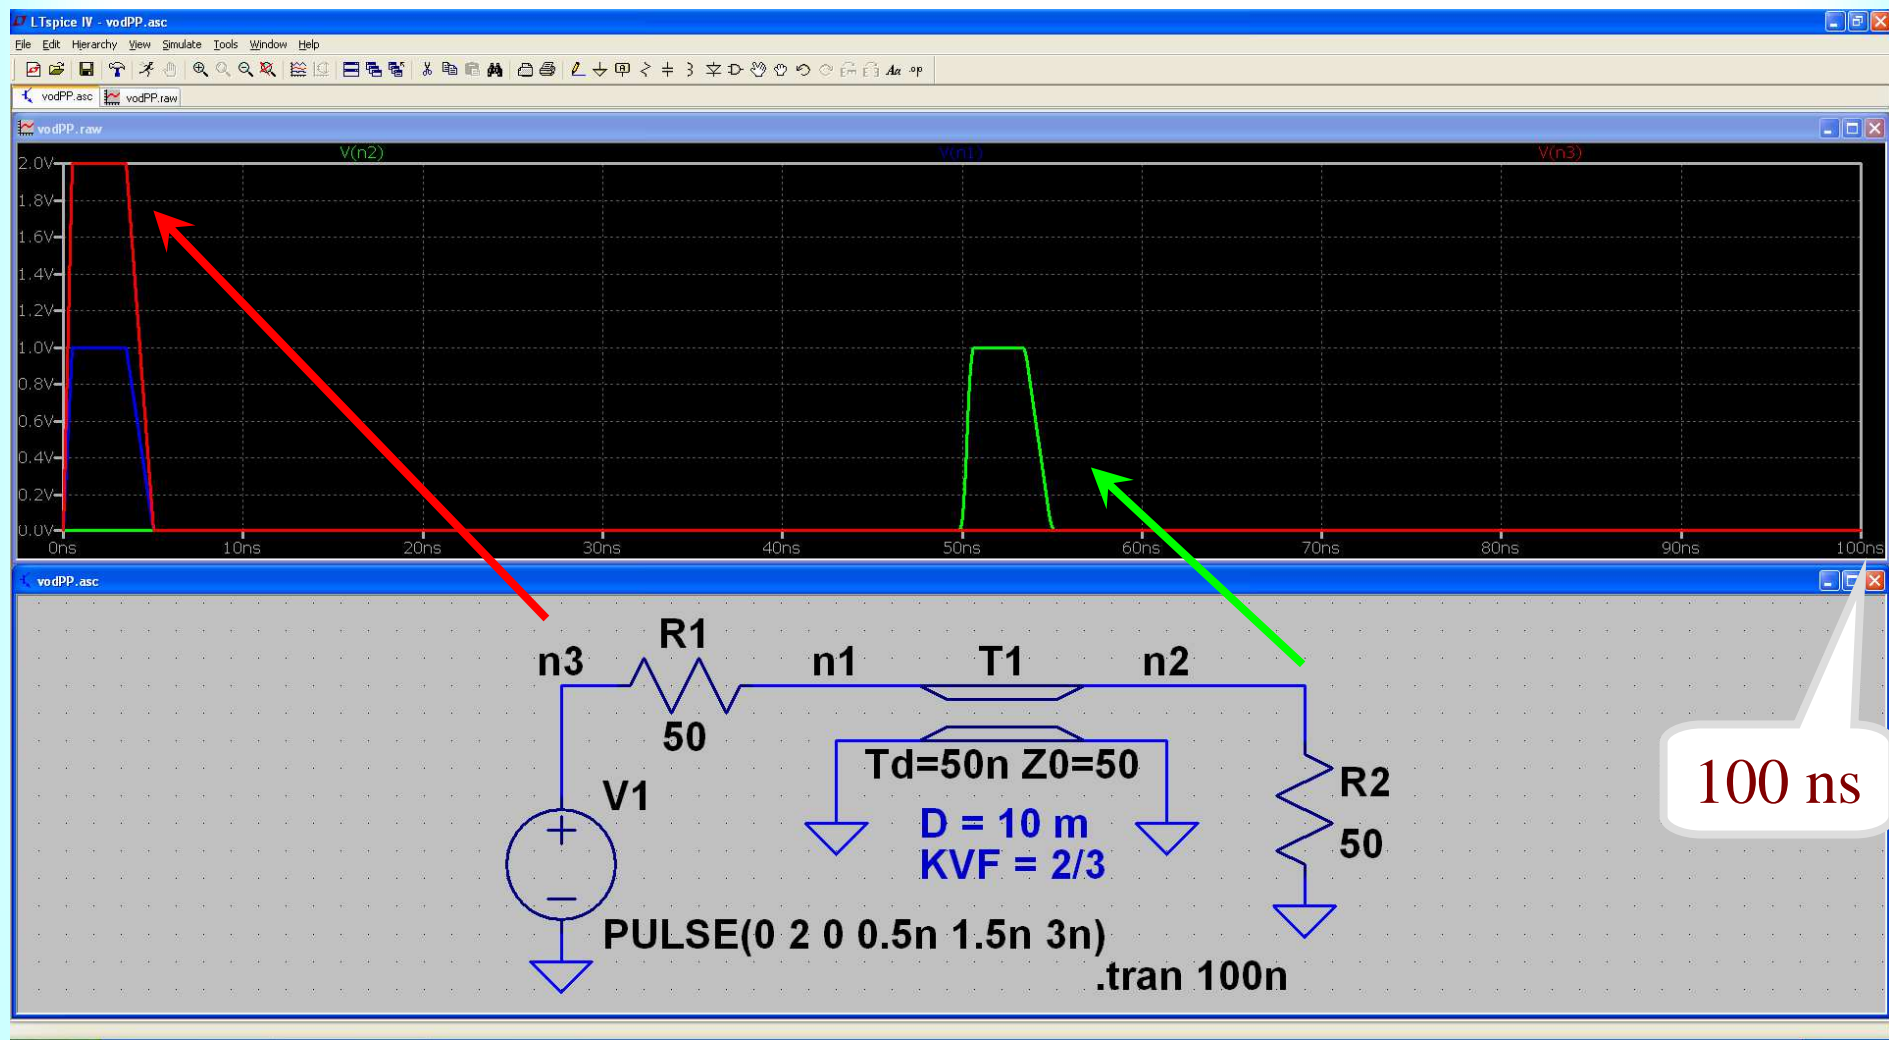 LTspice IV - vodPP.asc
File Edit Hierarchy View Simulate Tools Window Help
vodPP.asc vodPP.raw
vodPP.raw
V(n2) V(n1) V(n3)
2.0V
1.8V
1.6V
1.4V
1.2V
1.0V
0.8V
0.6V
0.4V
0.2V
0.0V
0ns 10ns 20ns 30ns 40ns 50ns 60ns 70ns 80ns 90ns 100ns
vodPP.asc
R1
n3 n1 T1 n2
50
Td=50n Z0=50
V1
R2
100 ns
D = 10 m
50
KVF = 2/3
PULSE(0 2 0 0.5n 1.5n 3n)
.tran 100n